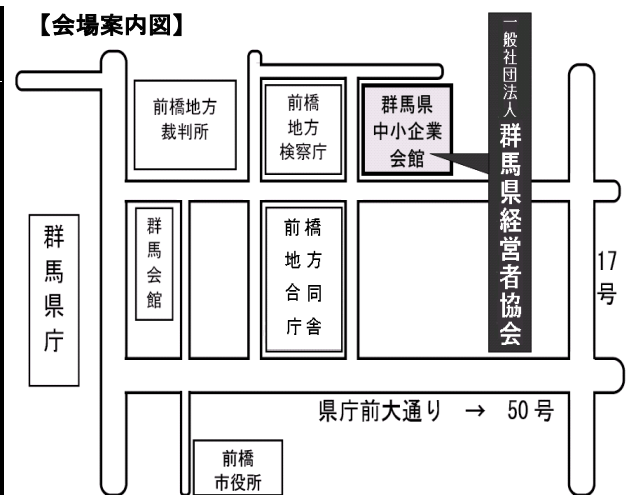 【会場案内図】
前橋地方
裁判所
前橋
地方
検察庁
群馬県
中小企業
会館
一般社団法人 群馬県経営者協会
群馬県庁
群馬会館
前橋
地方
合同
庁舎
17
号
県庁前大通り → 50号
前橋
市役所